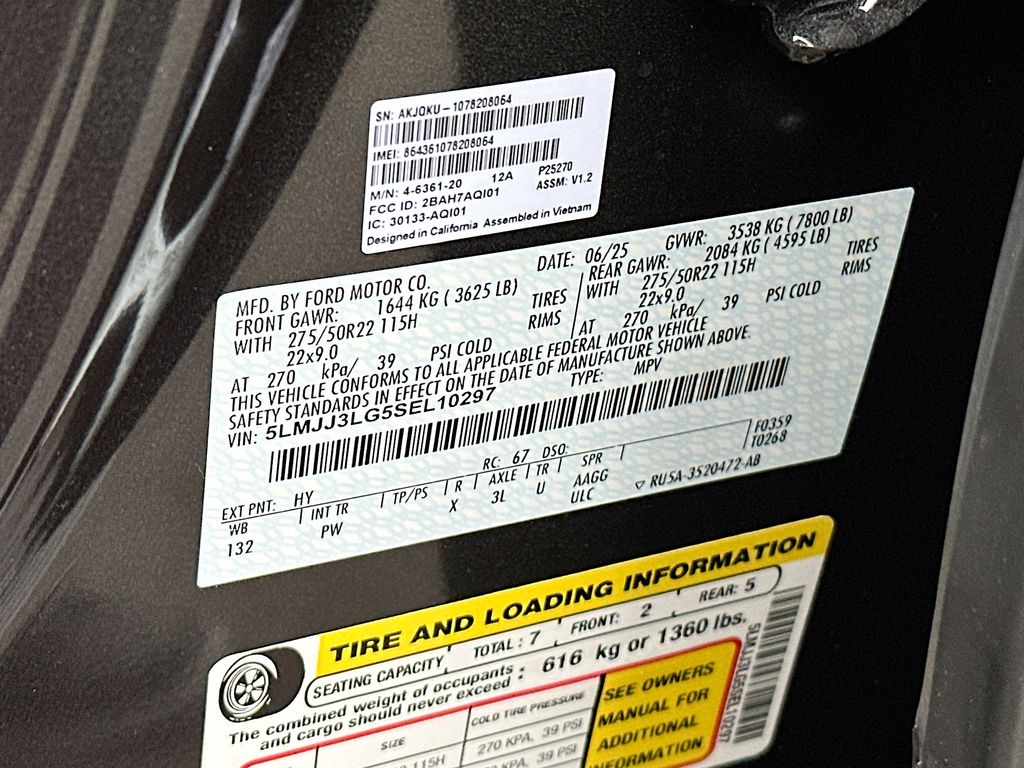 SN: AKJQKU-1078208064
IMEI: 864361078208064
M/N: 4-6361-20 12A P25270
FCC ID: 2BAH7AQI01 ASSM: V1.2
IC: 30133-AQI01
Designed in California Assembled in Vietnam
MFD. BY FORD MOTOR CO. DATE: 06/25 GVWR: 3538 KG ( 7800 LB)
FRONT GAWR: 1644 KG ( 3625 LB) REAR GAWR: 2084 KG ( 4595 LB)
WITH 275/50R22 115H TIRES WITH 275/50R22 115H TIRES
22x9.0 RIMS 22x9.0 RIMS
AT 270 kPa/ 39 PSI COLD AT 270 kPa/ 39 PSI COLD
THIS VEHICLE CONFORMS TO ALL APPLICABLE FEDERAL MOTOR VEHICLE
SAFETY STANDARDS IN EFFECT ON THE DATE OF MANUFACTURE SHOWN ABOVE.
VIN: 5LMJJ3LG5SEL10297 TYPE: MPV
F0359
EXT PNT: HY RC: 67 DSO: T0268
WB INT TR TP/PS R AXLE TR SPR
132 PW X 3L U AAGG
ULC ▽ RU5A-3520472-AB
TIRE AND LOADING INFORMATION
SEATING CAPACITY TOTAL: 7 FRONT: 2 REAR: 5
The combined weight of occupants
and cargo should never exceed : 616 kg or 1360 lbs.
SIZE COLD TIRE PRESSURE
115H 270 KPA, 39 PSI
KPA, 39 PSI
SEE OWNERS
MANUAL FOR
ADDITIONAL
INFORMATION
5LMJJ3LG5SEL10297